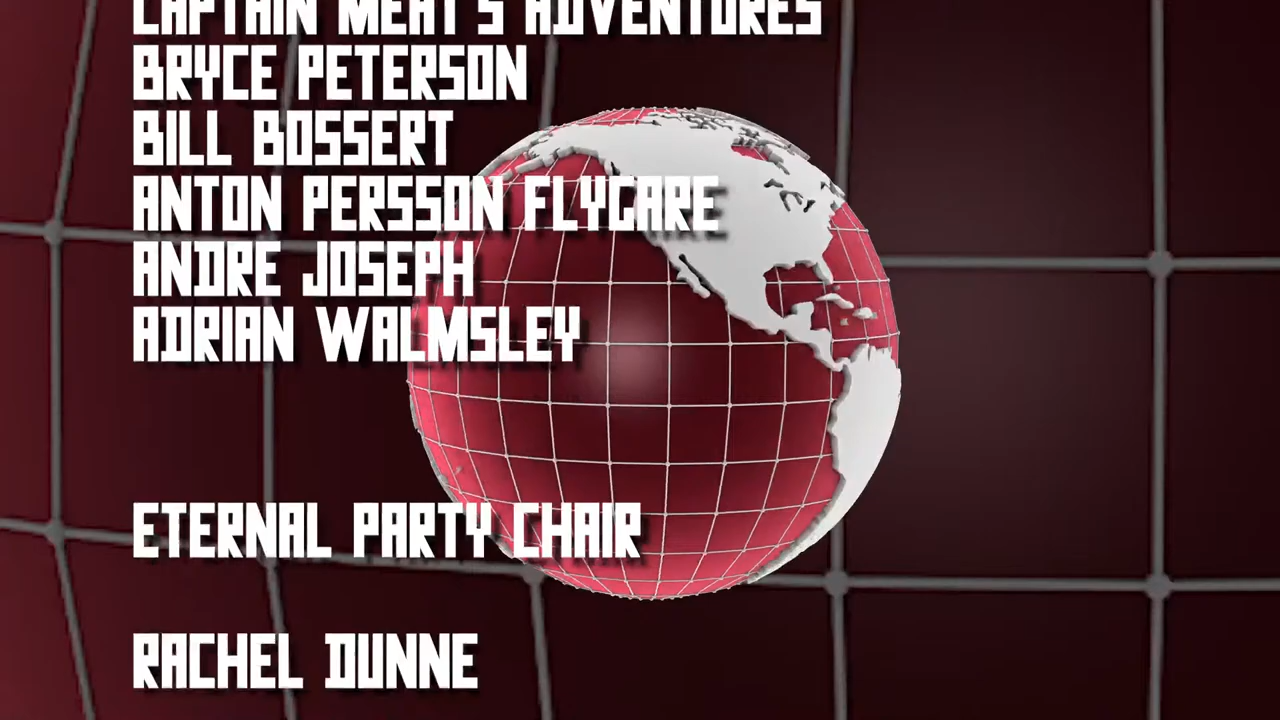 CAPTAIN MEAT'S ADVENTURES
BRYCE PETERSON
BILL BOSSERT
ANTON PERSSON FLYGARE
ANDRE JOSEPH
ADRIAN WALMSLEY
ETERNAL PARTY CHAIR
RACHEL DUNNE